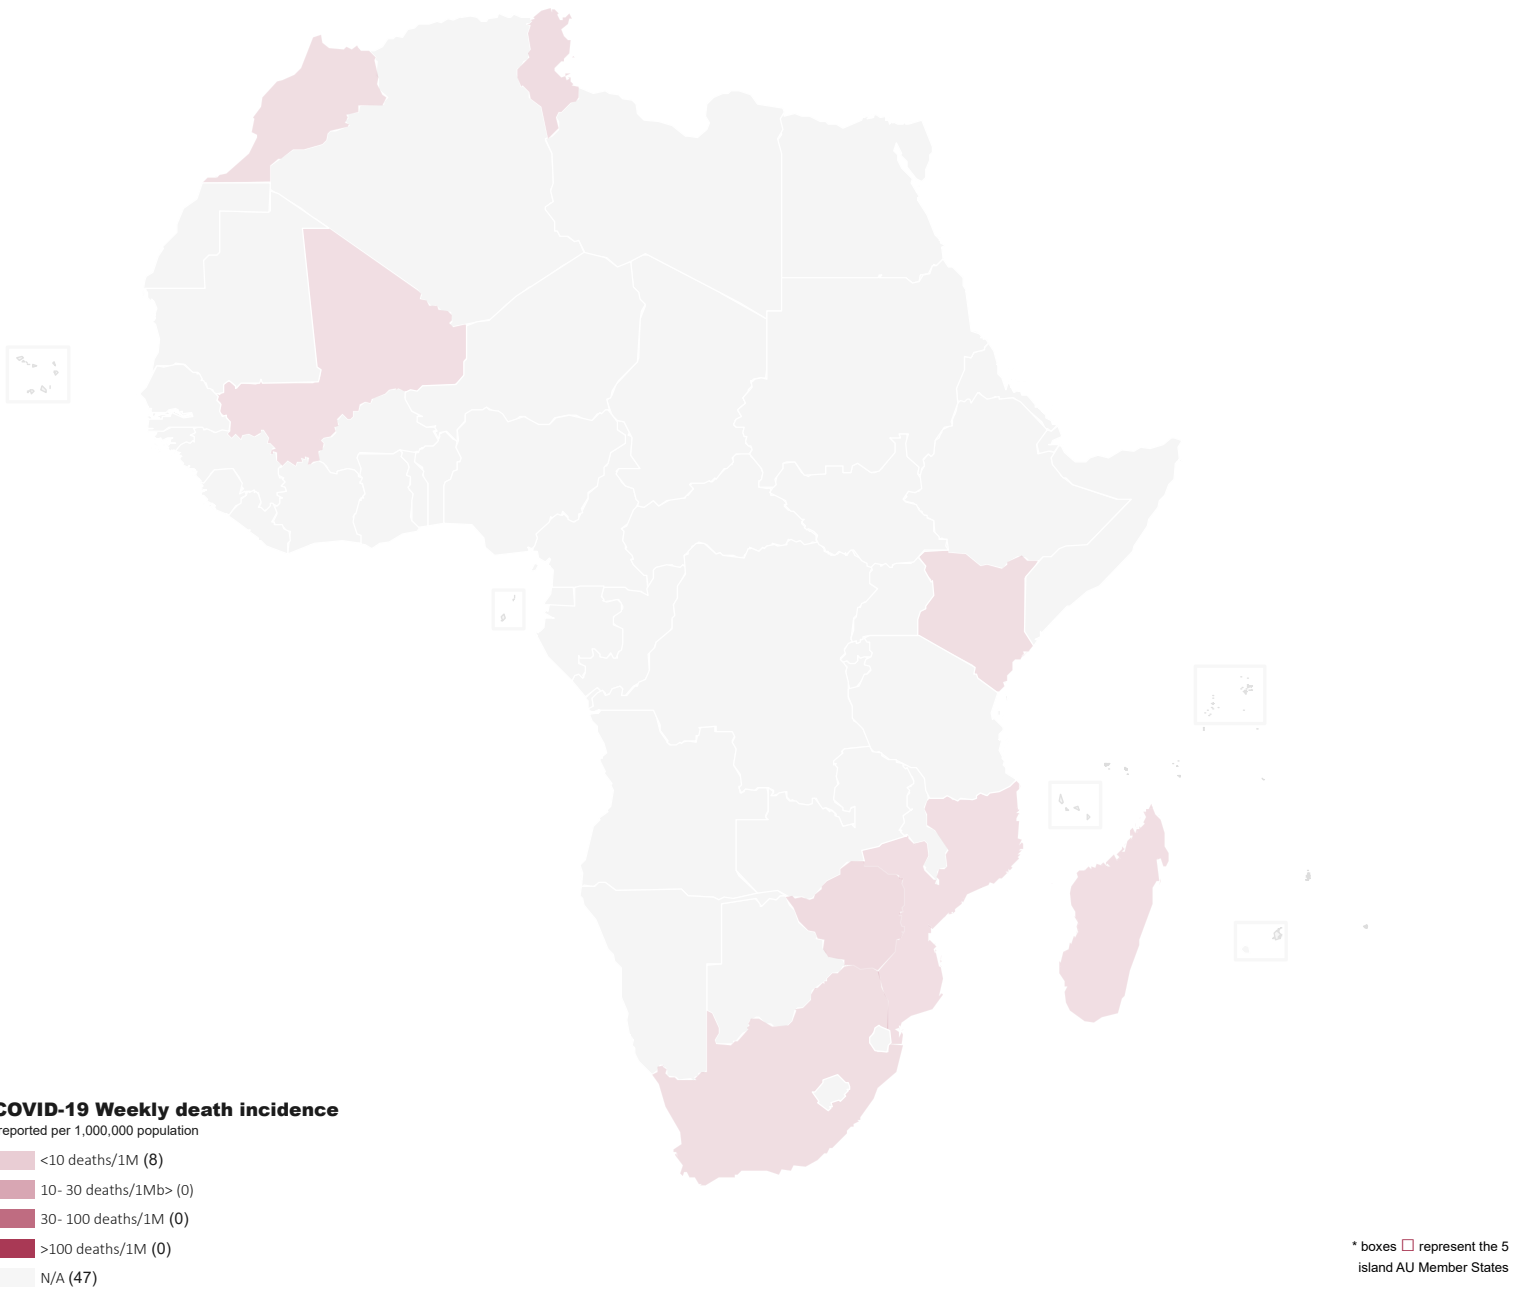 COVID-19 Weekly death incidence
reported per 1,000,000 population
<10 deaths/1M (8)
10- 30 deaths/1Mb> (0)
30- 100 deaths/1M (0)
>100 deaths/1M (0)
N/A (47)
* boxes □ represent the 5
island AU Member States